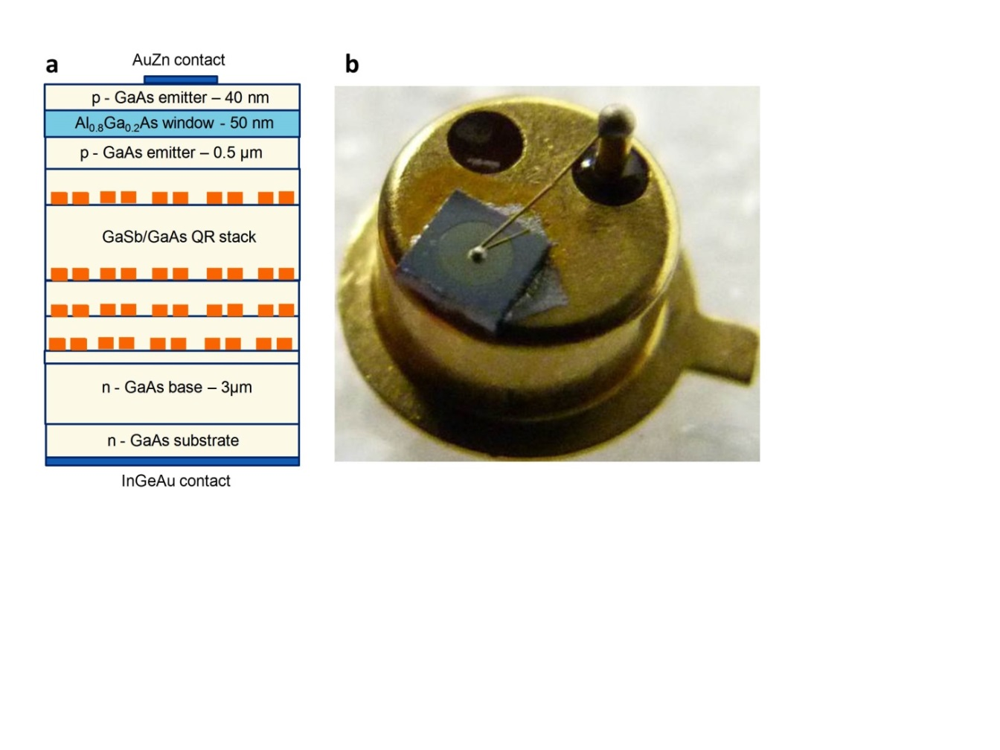 a
AuZn contact
p - GaAs emitter – 40 nm
Al0.8Ga0.2As window - 50 nm
p - GaAs emitter – 0.5 µm
GaSb/GaAs QR stack
n - GaAs base – 3µm
n - GaAs substrate
InGeAu contact
b